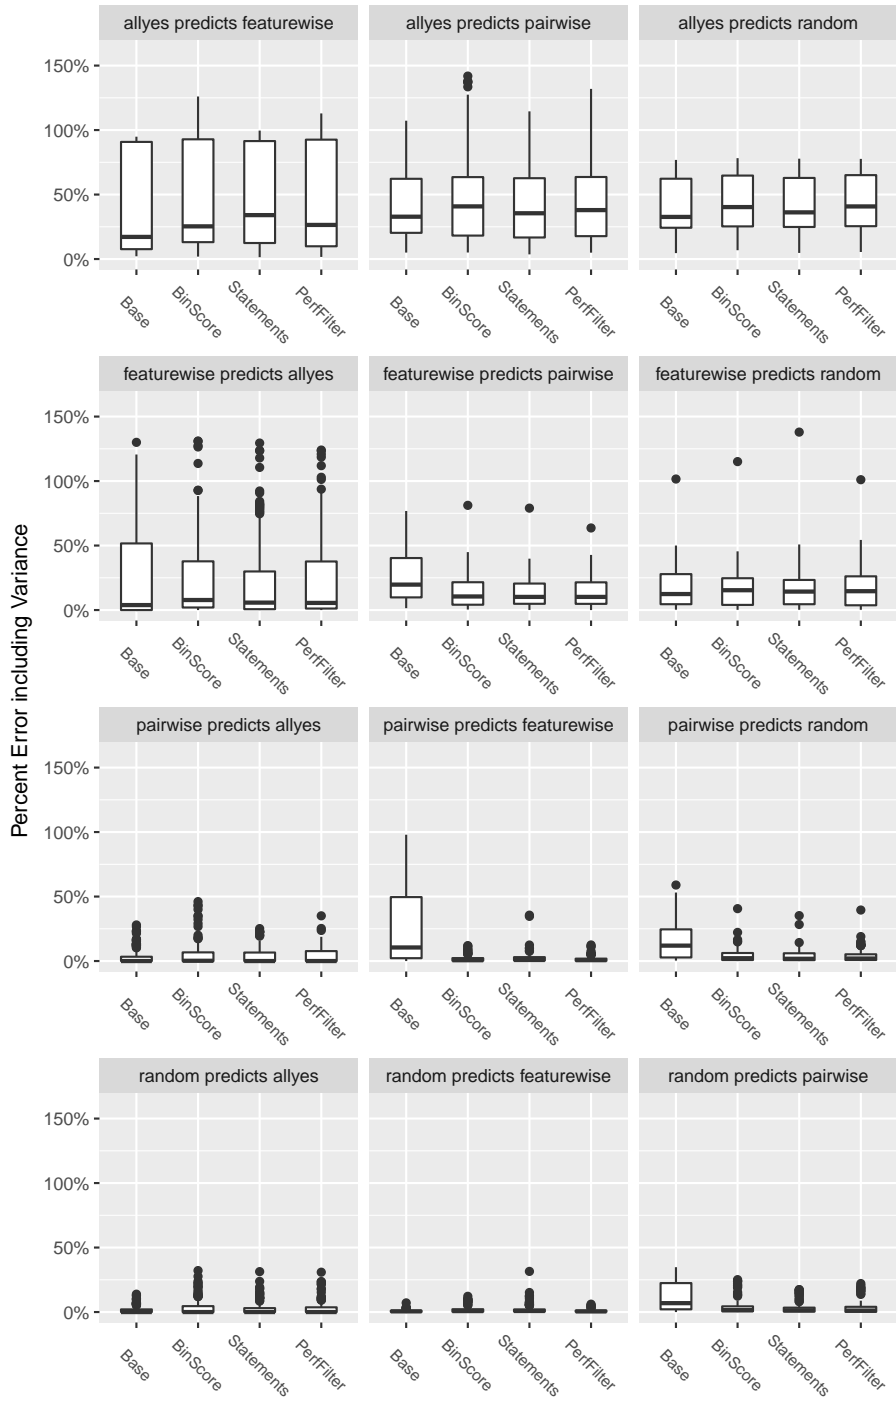 Percent Error including Variance
allyes predicts featurewise allyes predicts pairwise allyes predicts random
150%
100%
50%
0%
Base BinScore Statements PerfFilter Base BinScore Statements PerfFilter Base BinScore Statements PerfFilter
featurewise predicts allyes featurewise predicts pairwise featurewise predicts random
150%
100%
50%
0%
Base BinScore Statements PerfFilter Base BinScore Statements PerfFilter Base BinScore Statements PerfFilter
pairwise predicts allyes pairwise predicts featurewise pairwise predicts random
150%
100%
50%
0%
Base BinScore Statements PerfFilter Base BinScore Statements PerfFilter Base BinScore Statements PerfFilter
random predicts allyes random predicts featurewise random predicts pairwise
150%
100%
50%
0%
Base BinScore Statements PerfFilter Base BinScore Statements PerfFilter Base BinScore Statements PerfFilter